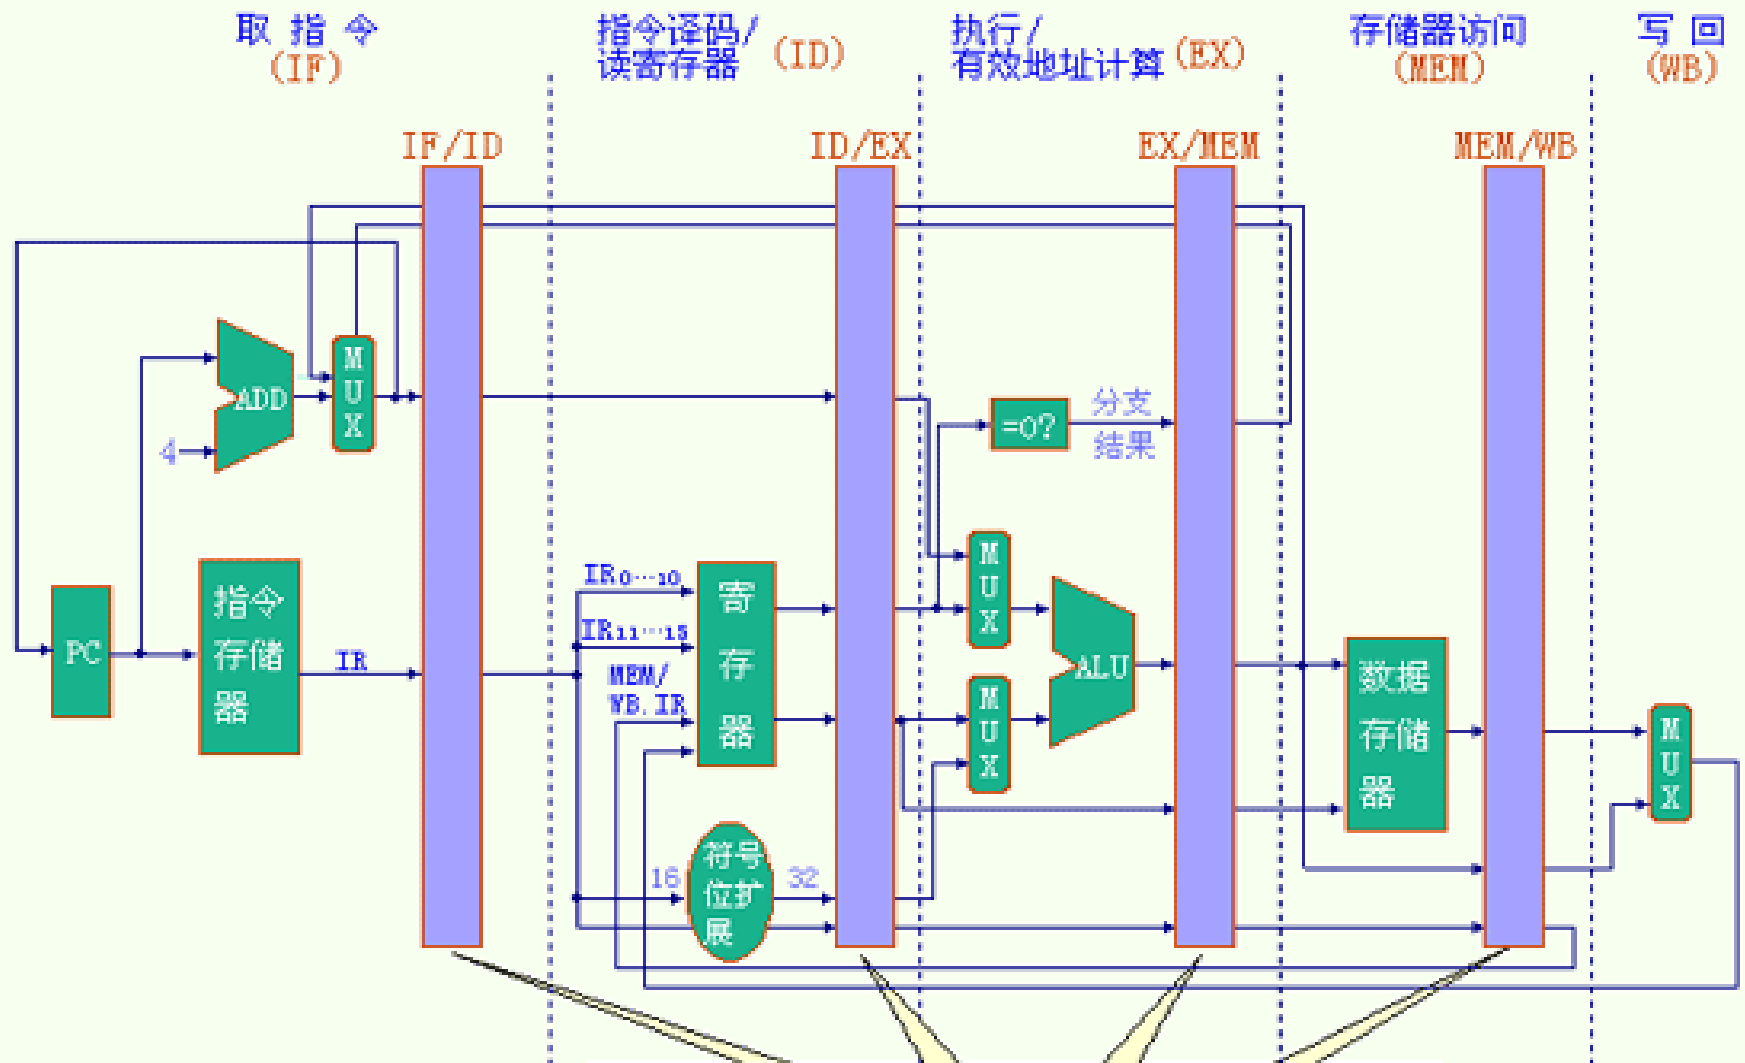 取 指 令
(IF)
指令译码/
读寄存器
(ID)
执行/
有效地址计算
(EX)
存储器访问
(MEM)
写 回
(WB)
IF/ID
ID/EX
EX/MEM
MEM/WB
ADD
4
MUX
=0?
分支
结果
PC
指令存储器
IR
IR0…10
IR11…15
MEM/
WB.IR
寄存器
MUX
MUX
ALU
数据存储器
MUX
16
符号位扩展
32